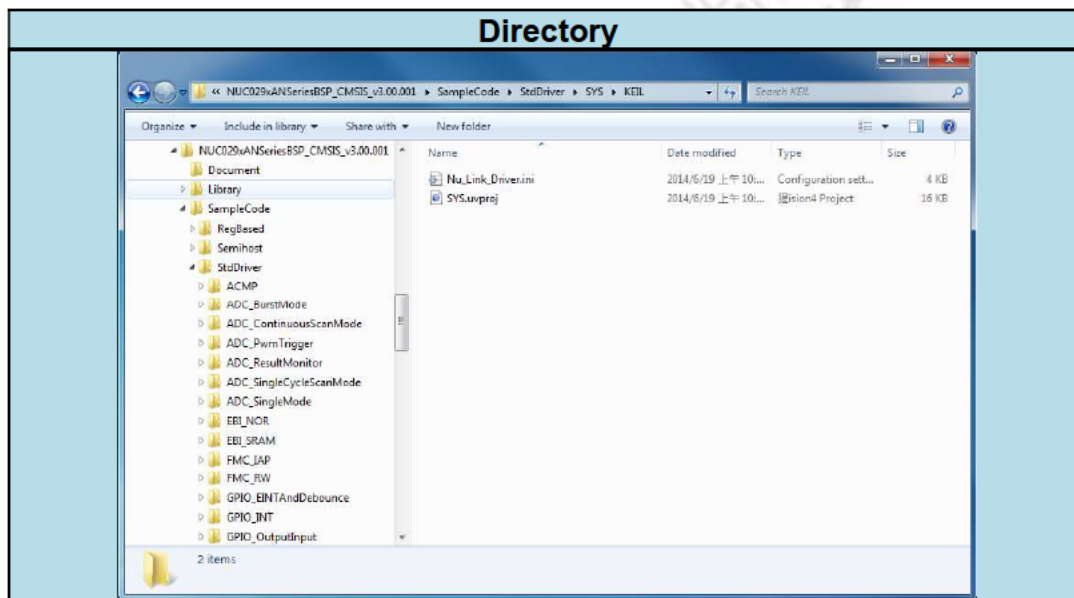 Directory
« NUC029xANSeriesBSP_CMSIS_v3.00.001 ▸ SampleCode ▸ StdDriver ▸ SYS ▸ KEIL
Search KEIL
Organize Include in library Share with New folder
NUC029xANSeriesBSP_CMSIS_v3.00.001
Document
Library
SampleCode
RegBased
Semihost
StdDriver
ACMP
ADC_BurstMode
ADC_ContinuousScanMode
ADC_PwmTrigger
ADC_ResultMonitor
ADC_SingleCycleScanMode
ADC_SingleMode
EBI_NOR
EBI_SRAM
FMC_IAP
FMC_RW
GPIO_EINTAndDebounce
GPIO_INT
GPIO_OutputInput
Name Date modified Type Size
Nu_Link_Driver.ini 2014/6/19 上午 10:... Configuration sett... 4 KB
SYS.uvproj 2014/6/19 上午 10:... ision4 Project 16 KB
2 items